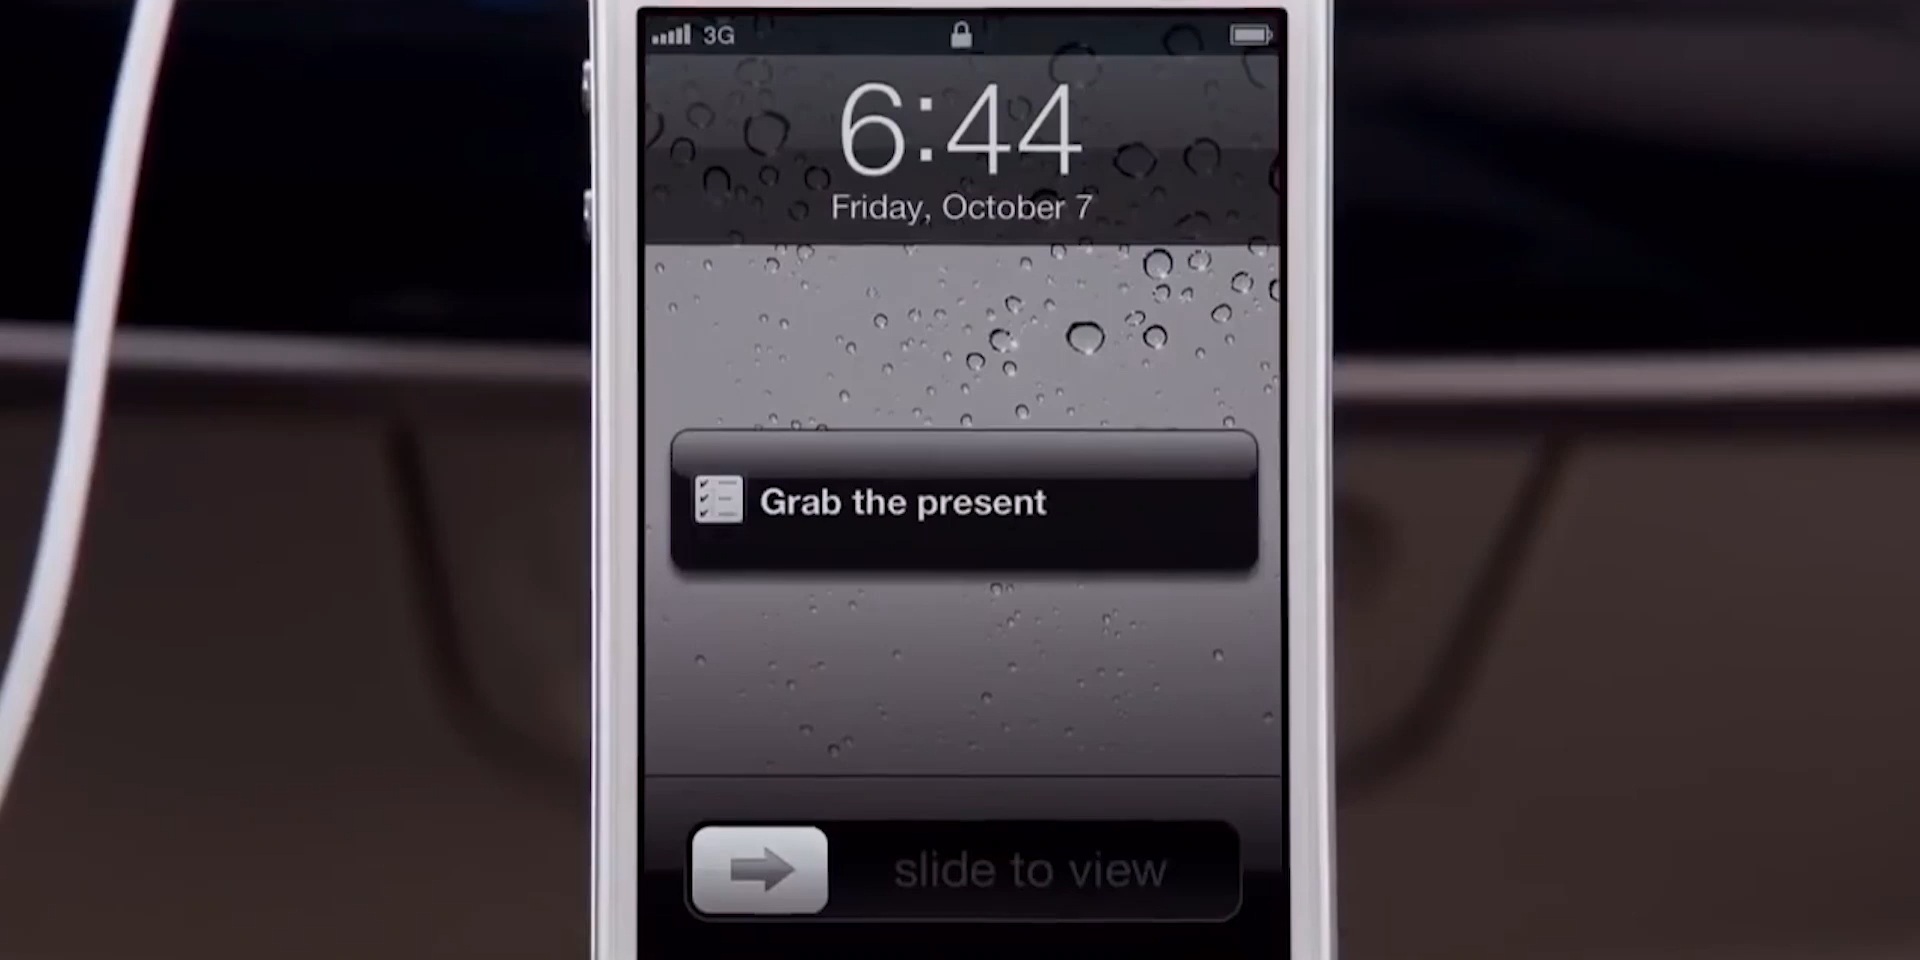 3G
6:44
Friday, October 7
Grab the present
slide to view